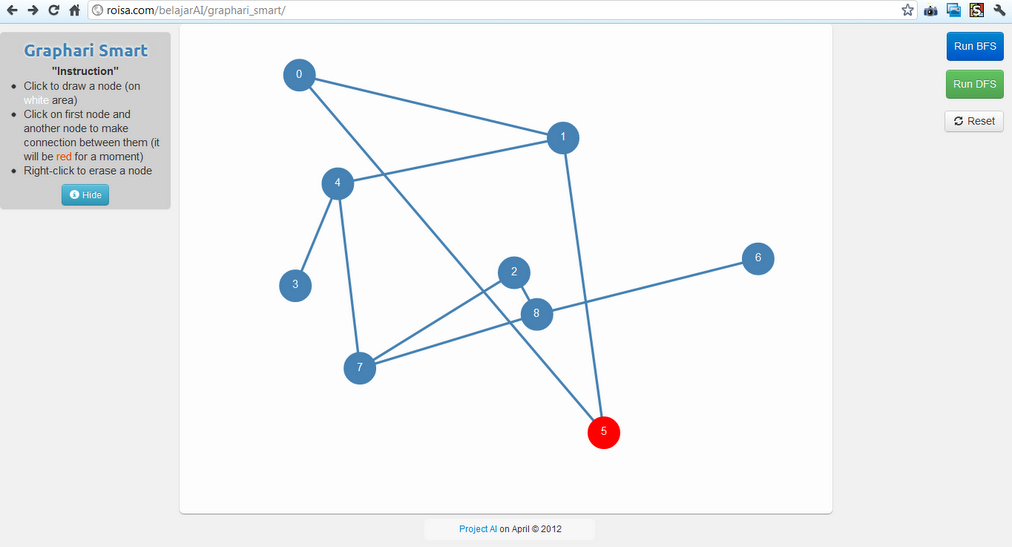 roisa.com/belajarAI/graphari_smart/
Graphari Smart
"Instruction"
Click to draw a node (on
white area)
Click on first node and
another node to make
connection between them (it
will be red for a moment)
Right-click to erase a node
Hide
0
1
4
2
6
3
8
7
5
Run BFS
Run DFS
Reset
Project AI on April © 2012